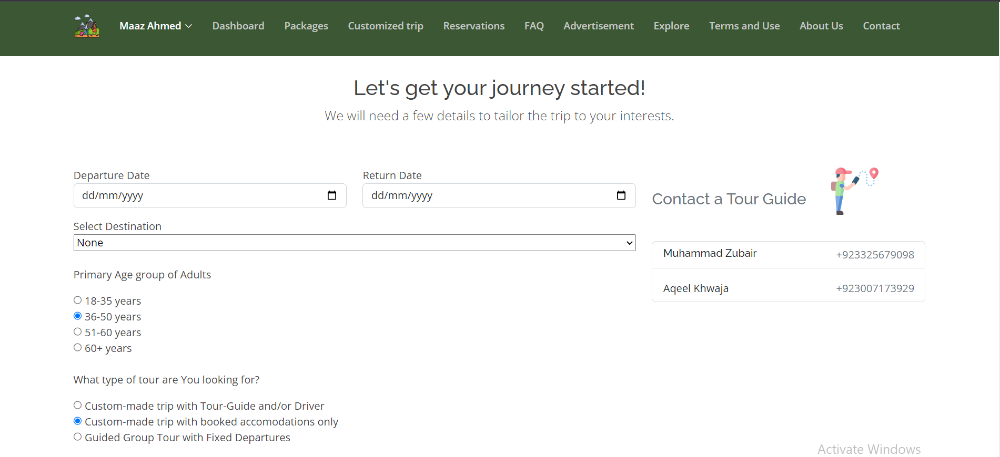 Maaz Ahmed Dashboard Packages Customized trip Reservations FAQ Advertisement Explore Terms and Use About Us Contact
Let's get your journey started!
We will need a few details to tailor the trip to your interests.
Departure Date
dd/mm/yyyy
Return Date
dd/mm/yyyy
Select Destination
None
Primary Age group of Adults
18-35 years
36-50 years
51-60 years
60+ years
What type of tour are You looking for?
Custom-made trip with Tour-Guide and/or Driver
Custom-made trip with booked accomodations only
Guided Group Tour with Fixed Departures
Contact a Tour Guide
Muhammad Zubair +923325679098
Aqeel Khwaja +923007173929
Activate Windows